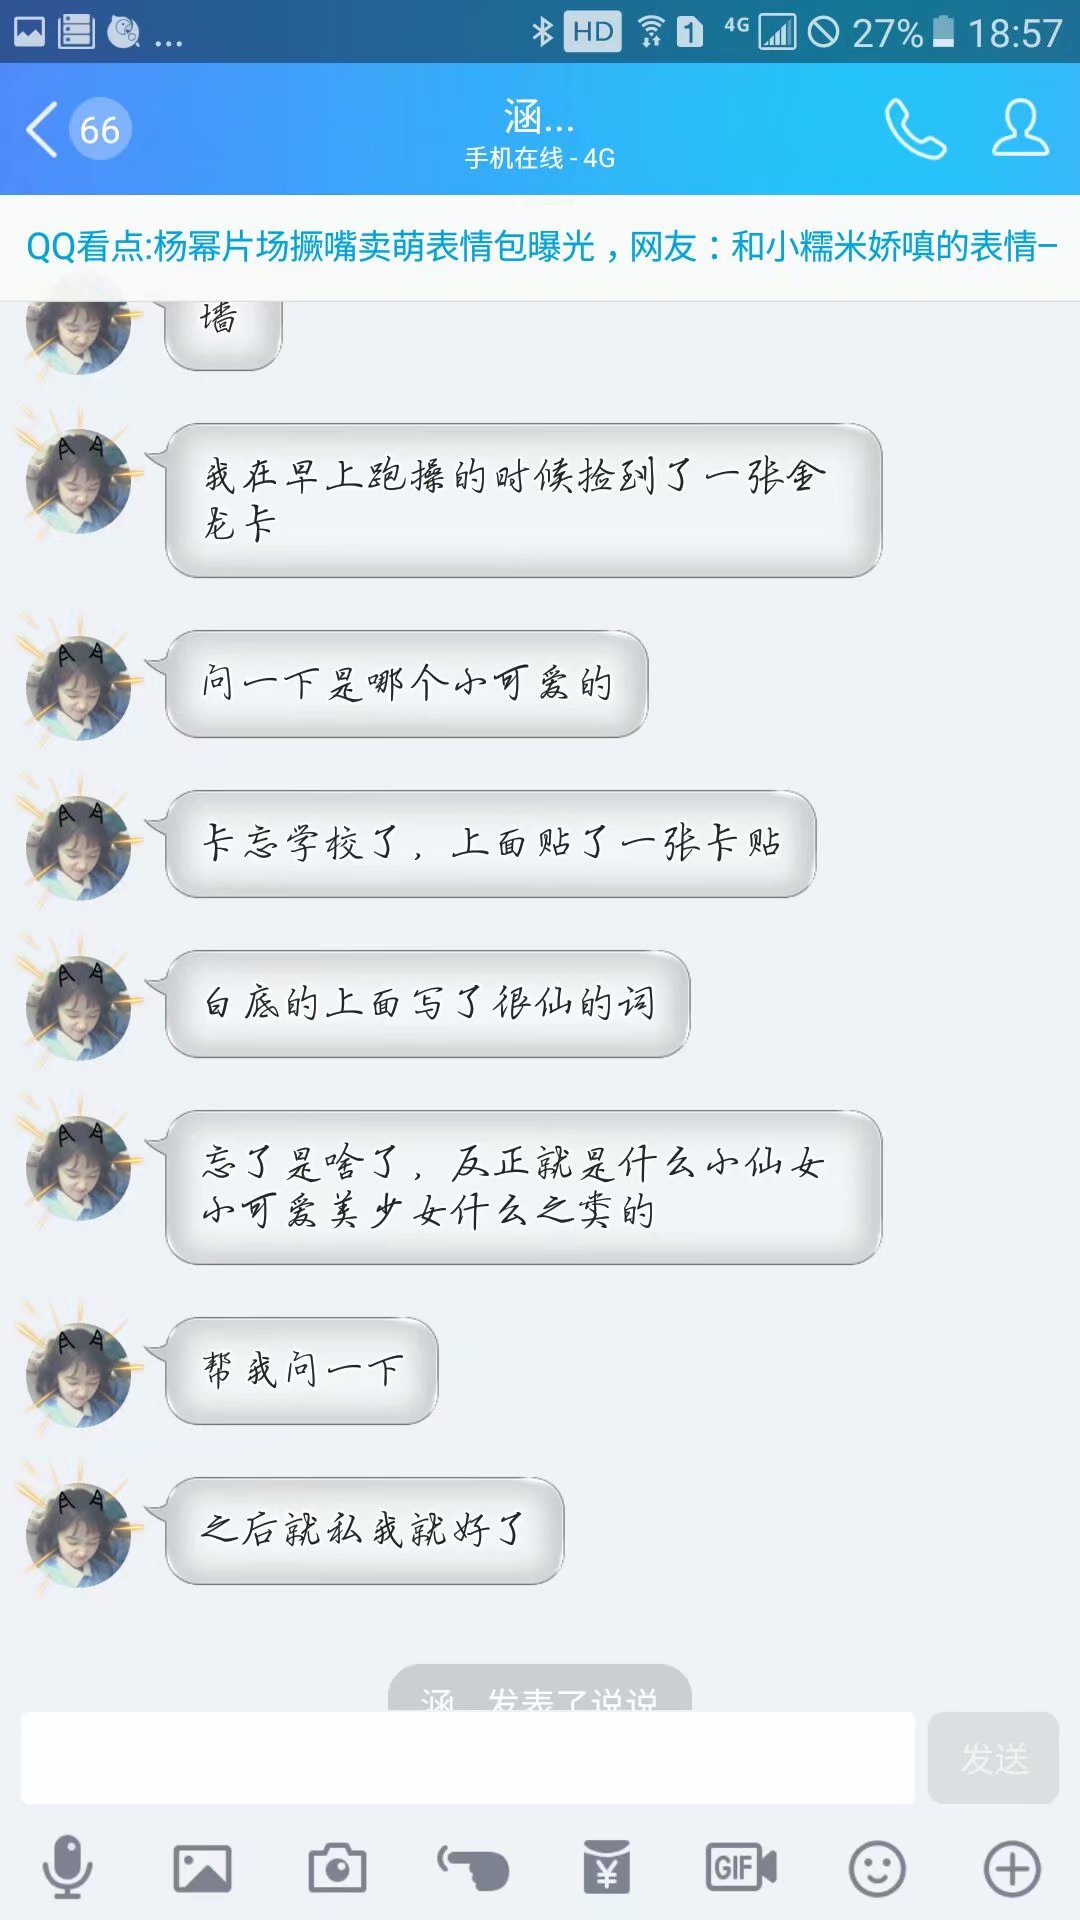 HD 1 4G 27% 18:57
66
涵...
手机在线 - 4G
QQ看点:杨幂片场撅嘴卖萌表情包曝光，网友：和小糯米娇嗔的表情一
墙
我在早上跑操的时候捡到了一张金
龙卡
问一下是哪个小可爱的
卡忘学校了，上面贴了一张卡贴
白底的上面写了很仙的词
忘了是啥了，反正就是什么小仙女
小可爱美少女什么之类的
帮我问一下
之后就私我就好了
涵... 发表了说说
发送
GIF